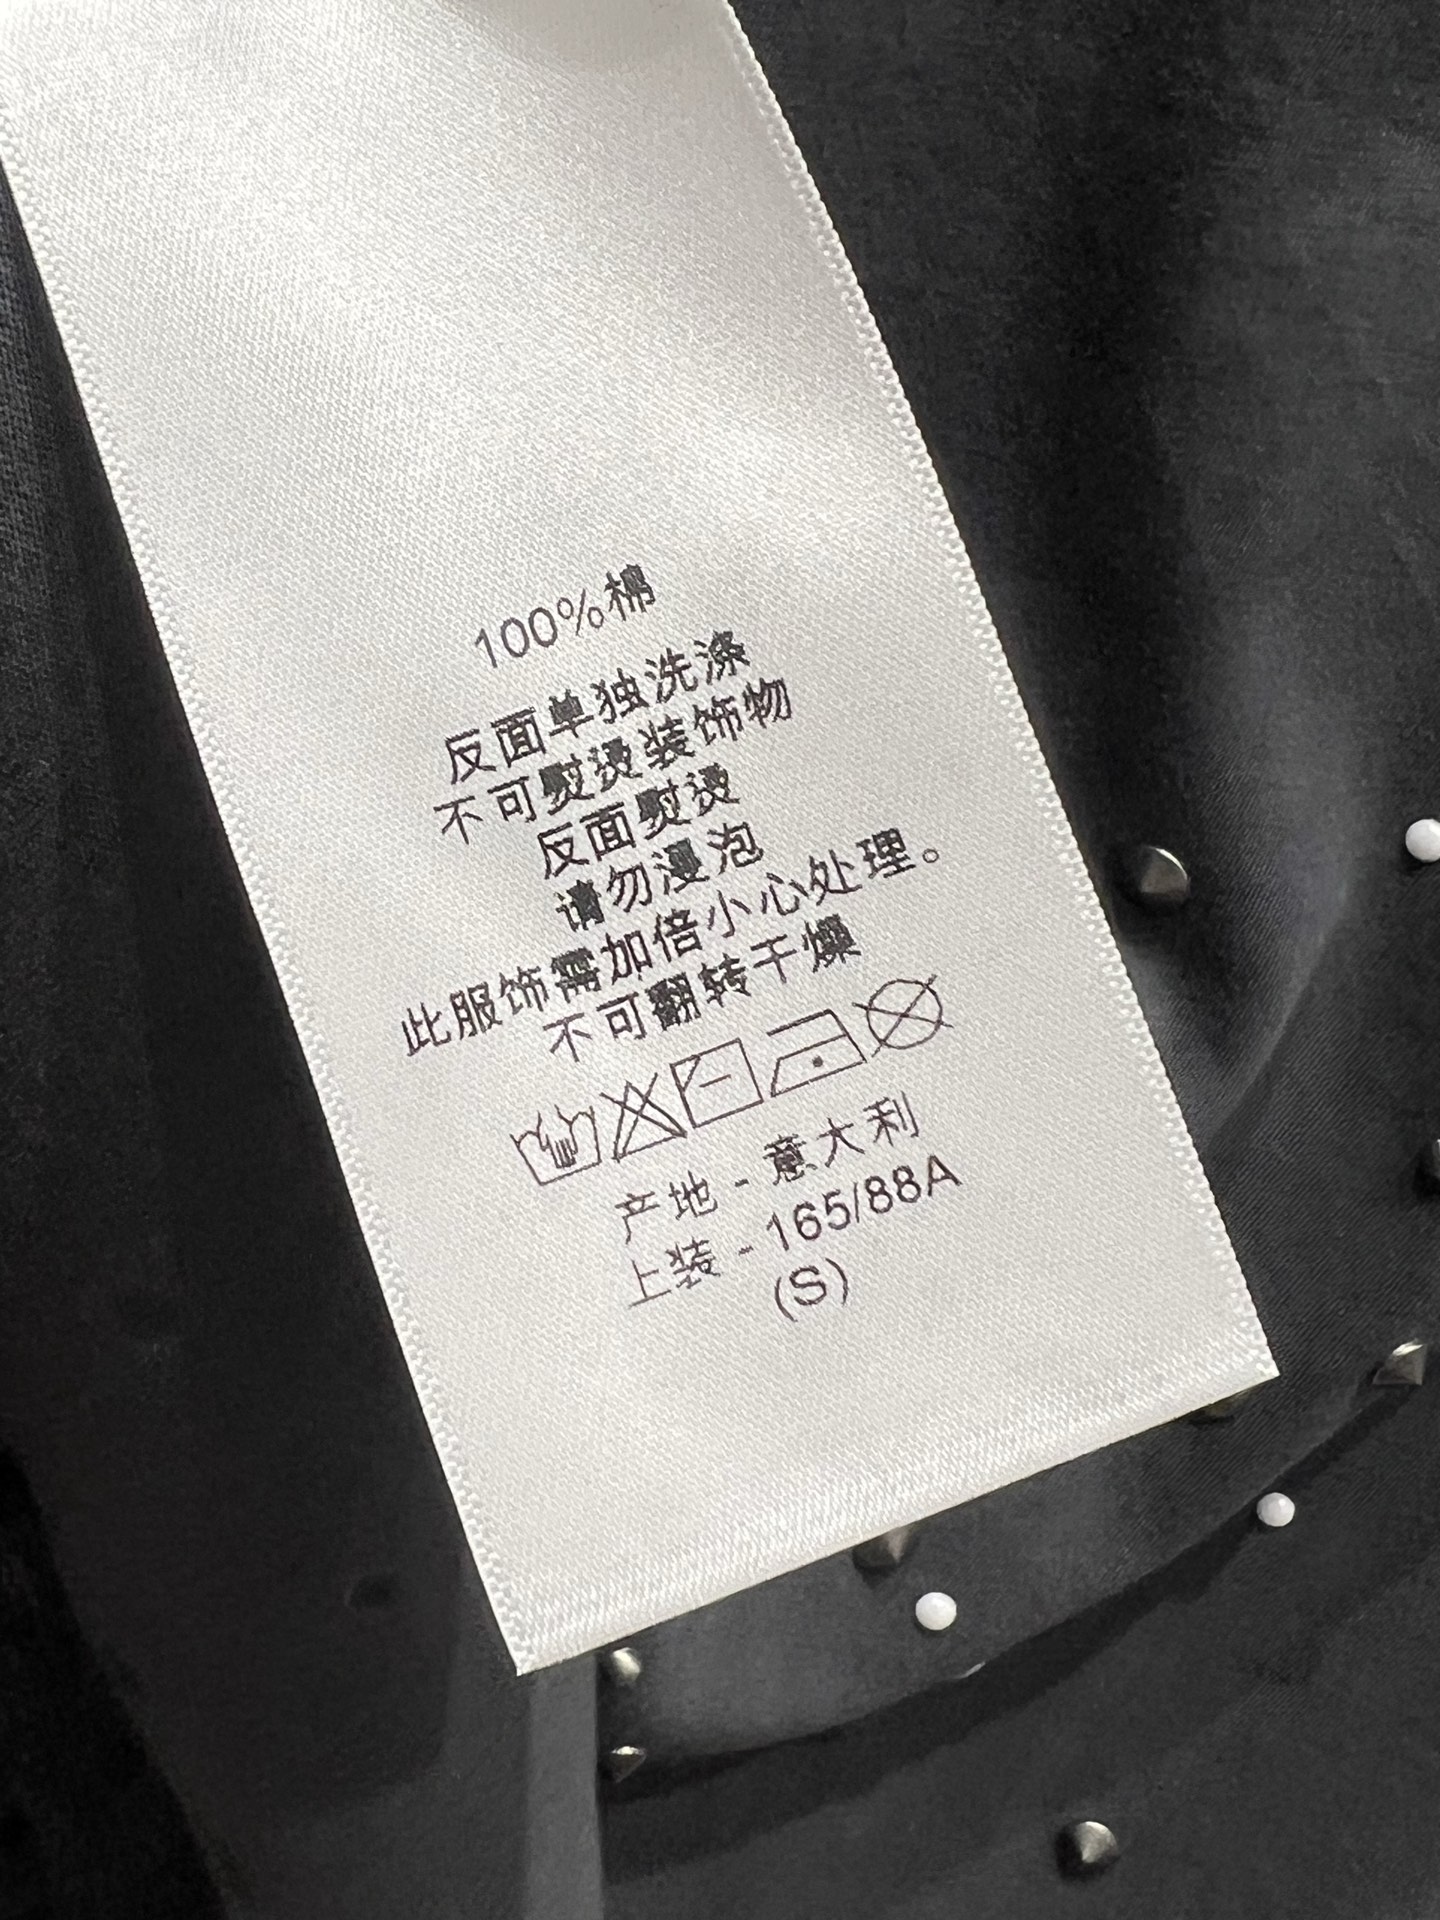 100%棉
反面单独洗涤
不可熨烫装饰物
反面熨烫
请勿浸泡
此服饰需加倍小心处理。
不可翻转干燥
产地 - 意大利
上装 - 165/88A
(S)